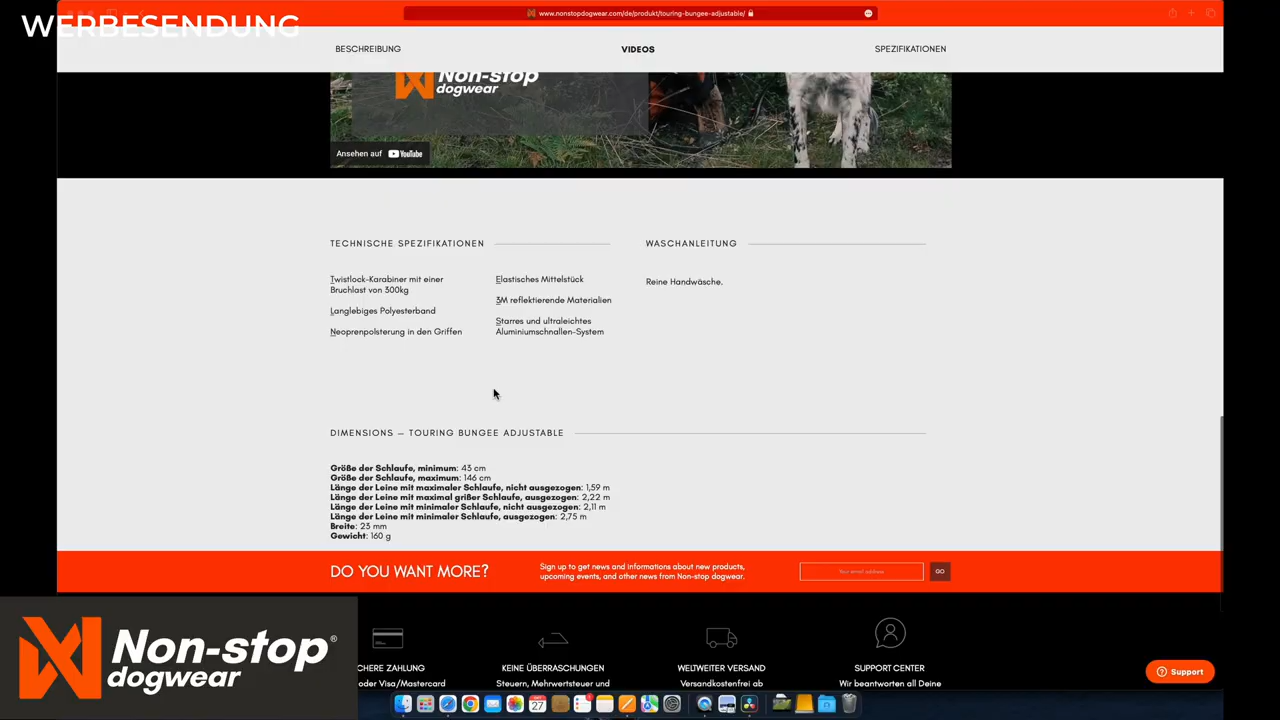 WERBESENDUNG
www.nonstopdogwear.com/de/produkt/touring-bungee-adjustable/
BESCHREIBUNG
VIDEOS
SPEZIFIKATIONEN
Non-stop
dogwear
Ansehen auf YouTube
TECHNISCHE SPEZIFIKATIONEN
Twistlock-Karabiner mit einer
Bruchlast von 300kg
Langlebiges Polyesterband
Neoprenpolsterung in den Griffen
Elastisches Mittelstück
3M reflektierende Materialien
Starres und ultraleichtes
Aluminiumschnallen-System
WASCHANLEITUNG
Reine Handwäsche.
DIMENSIONS — TOURING BUNGEE ADJUSTABLE
Größe der Schlaufe, minimum: 43 cm
Größe der Schlaufe, maximum: 146 cm
Länge der Leine mit maximaler Schlaufe, nicht ausgezogen: 1,59 m
Länge der Leine mit maximal grißer Schlaufe, ausgezogen: 2,22 m
Länge der Leine mit minimaler Schlaufe, nicht ausgezogen: 2,11 m
Länge der Leine mit minimaler Schlaufe, ausgezogen: 2,75 m
Breite: 23 mm
Gewicht: 160 g
DO YOU WANT MORE?
Sign up to get news and informations about new products,
upcoming events, and other news from Non-stop dogwear.
Your email address
GO
Non-stop®
dogwear
CHERE ZAHLUNG
oder Visa/Mastercard
KEINE ÜBERRASCHUNGEN
Steuern, Mehrwertsteuer und
WELTWEITER VERSAND
Versandkostenfrei ab
SUPPORT CENTER
Wir beantworten all Deine
Support
OKT
27